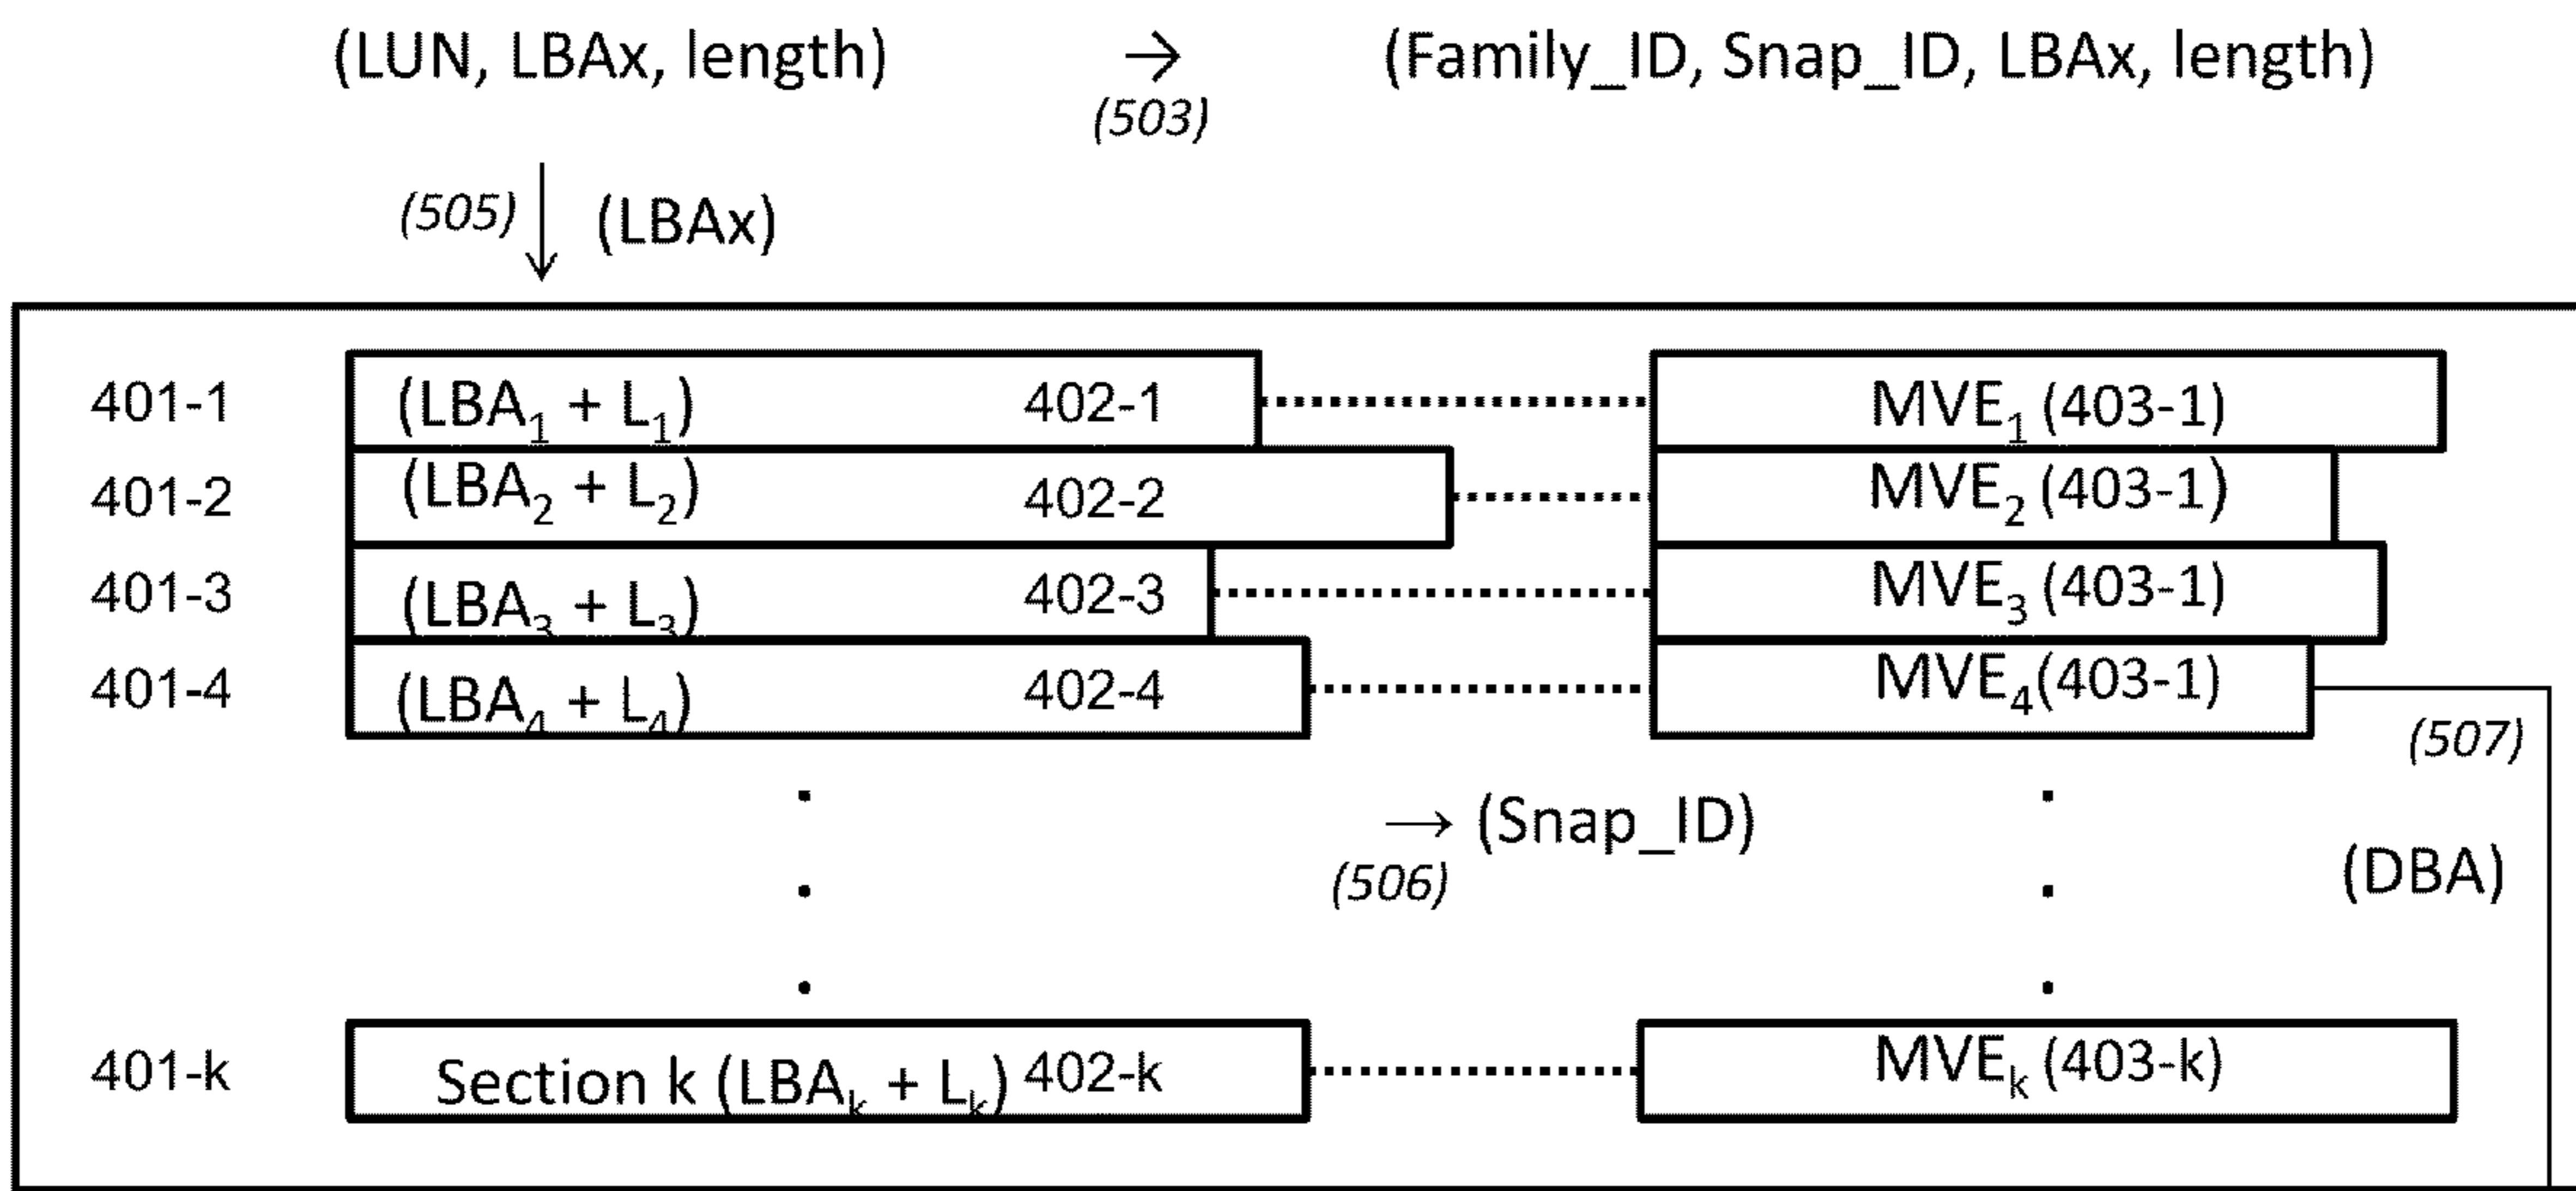 (LUN, LBAx, length) → (Family_ID, Snap_ID, LBAx, length)
(503)
(505) (LBAx)
401-1 (LBA₁ + L₁) 402-1 MVE₁ (403-1)
401-2 (LBA₂ + L₂) 402-2 MVE₂ (403-1)
401-3 (LBA₃ + L₃) 402-3 MVE₃ (403-1)
401-4 (LBA₄ + L₄) 402-4 MVE₄(403-1)
(507)
→ (Snap_ID)
(506) (DBA)
401-k Section k (LBAₖ + Lₖ) 402-k MVEₖ (403-k)